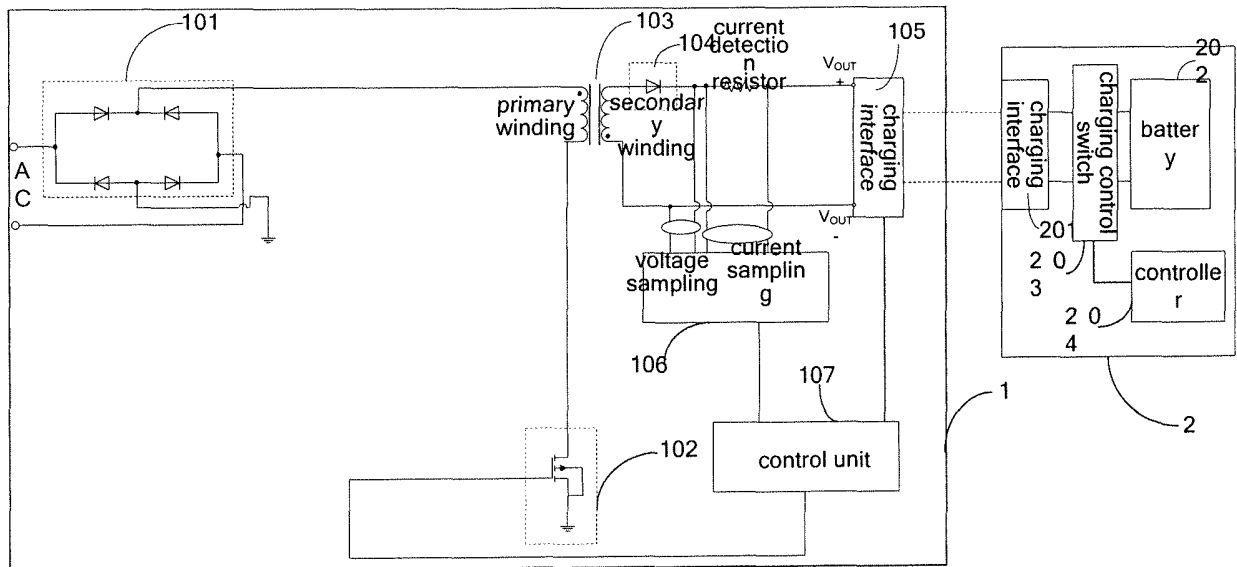 101
A
C
primary
winding
103
104
secondar
y
winding
current
detectio
n
resistor
VOUT
+
105
charging
interface
VOUT
-
voltage
sampling
current
samplin
g
106
107
control unit
102
1
charging
interface
201
charging control
switch
20
2
batter
y
2 0
3
controlle
r
2 0
4
2